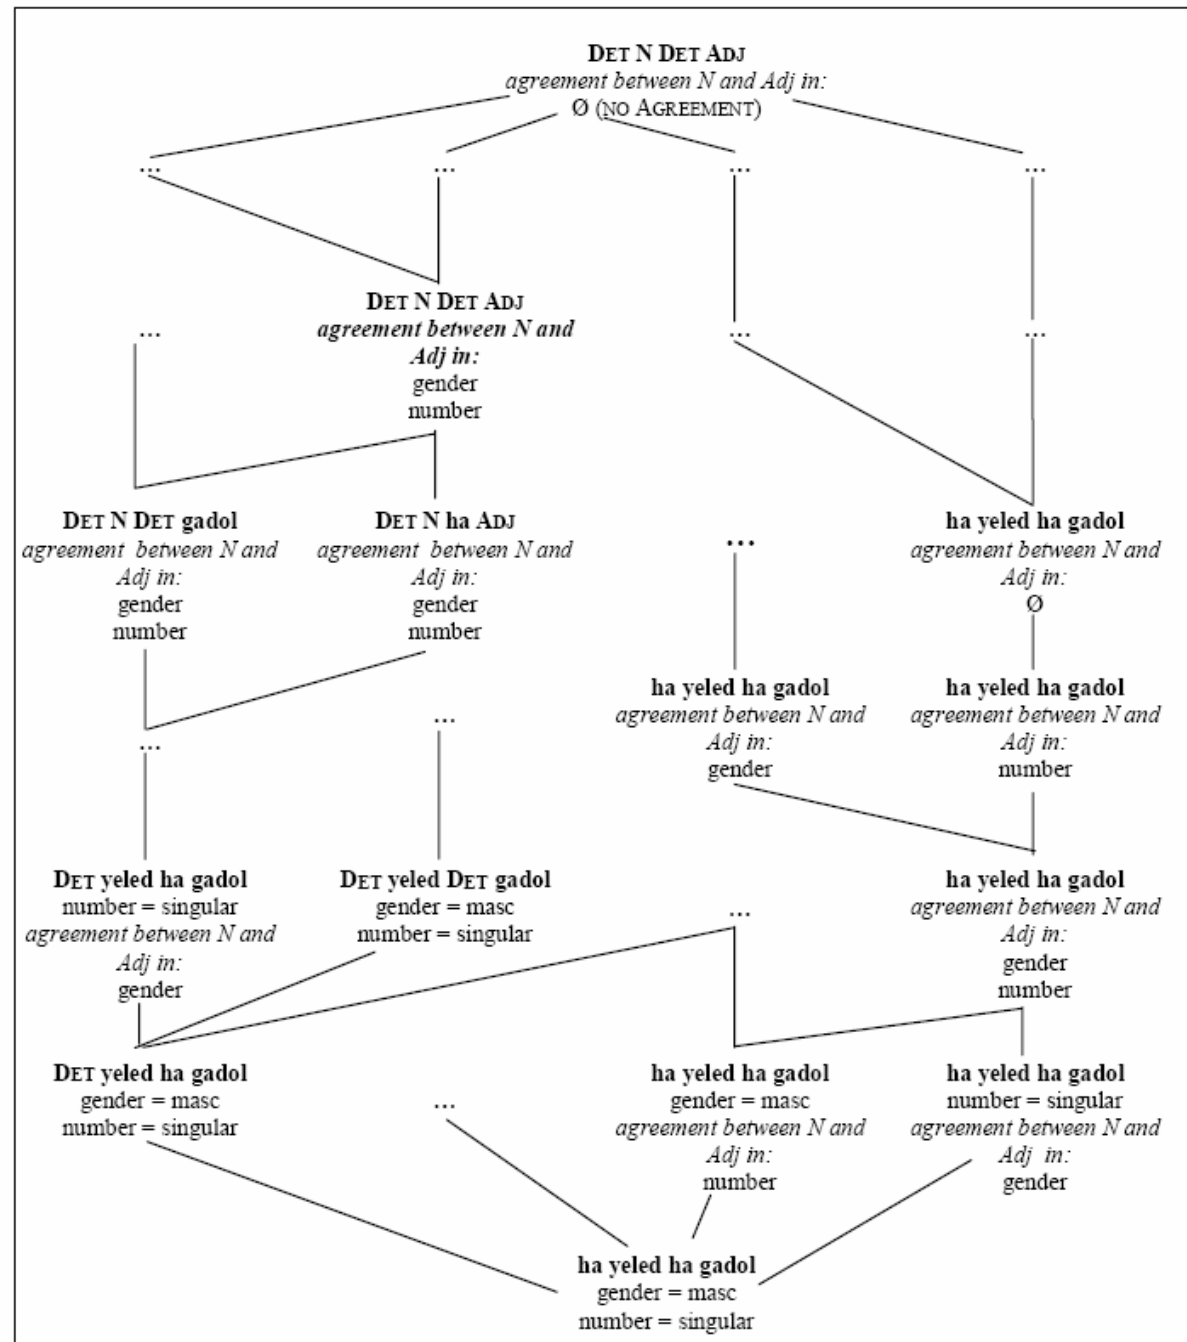 DET N DET ADJ
agreement between N and Adj in:
Ø (NO AGREEMENT)
...
...
...
...
DET N DET ADJ
agreement between N and
Adj in:
gender
number
...
...
...
DET N DET gadol
agreement between N and
Adj in:
gender
number
DET N ha ADJ
agreement between N and
Adj in:
gender
number
...
ha yeled ha gadol
agreement between N and
Adj in:
Ø
ha yeled ha gadol
agreement between N and
Adj in:
gender
ha yeled ha gadol
agreement between N and
Adj in:
number
...
...
DET yeled ha gadol
number = singular
agreement between N and
Adj in:
gender
DET yeled DET gadol
gender = masc
number = singular
...
ha yeled ha gadol
agreement between N and
Adj in:
gender
number
DET yeled ha gadol
gender = masc
number = singular
...
ha yeled ha gadol
gender = masc
agreement between N and
Adj in:
number
ha yeled ha gadol
number = singular
agreement between N and
Adj in:
gender
ha yeled ha gadol
gender = masc
number = singular